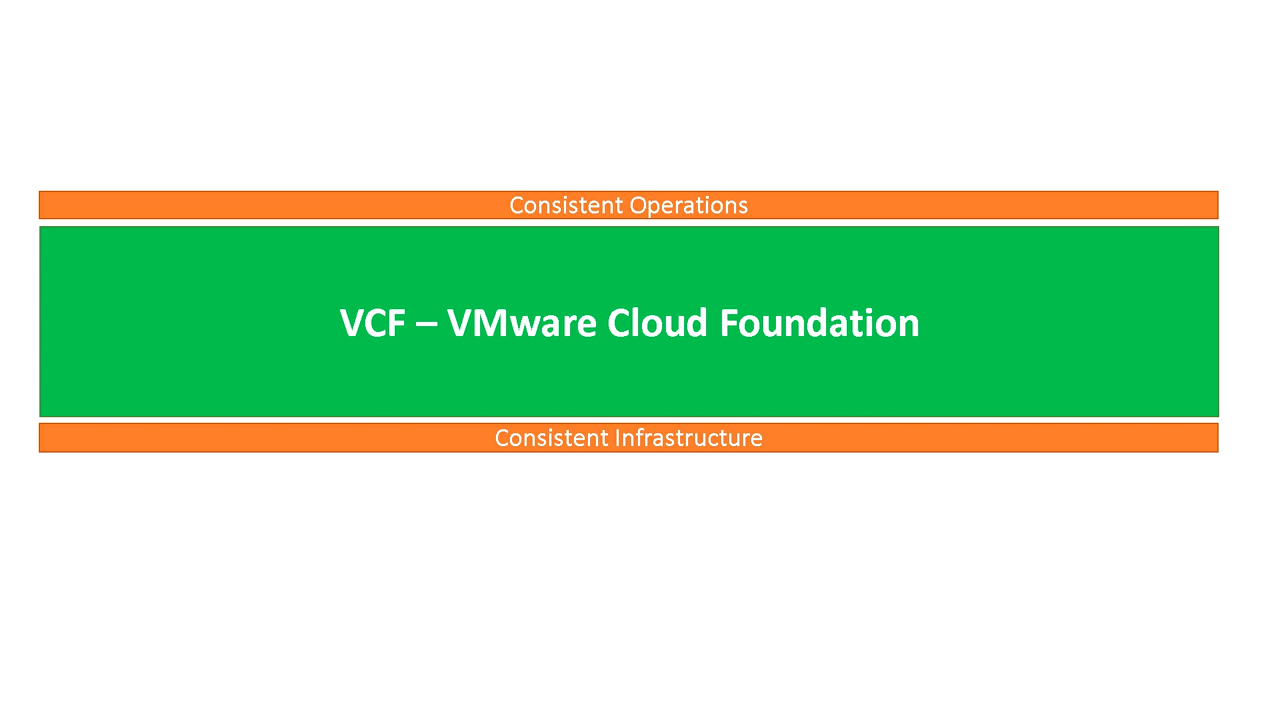 Consistent Operations
VCF – VMware Cloud Foundation
Consistent Infrastructure